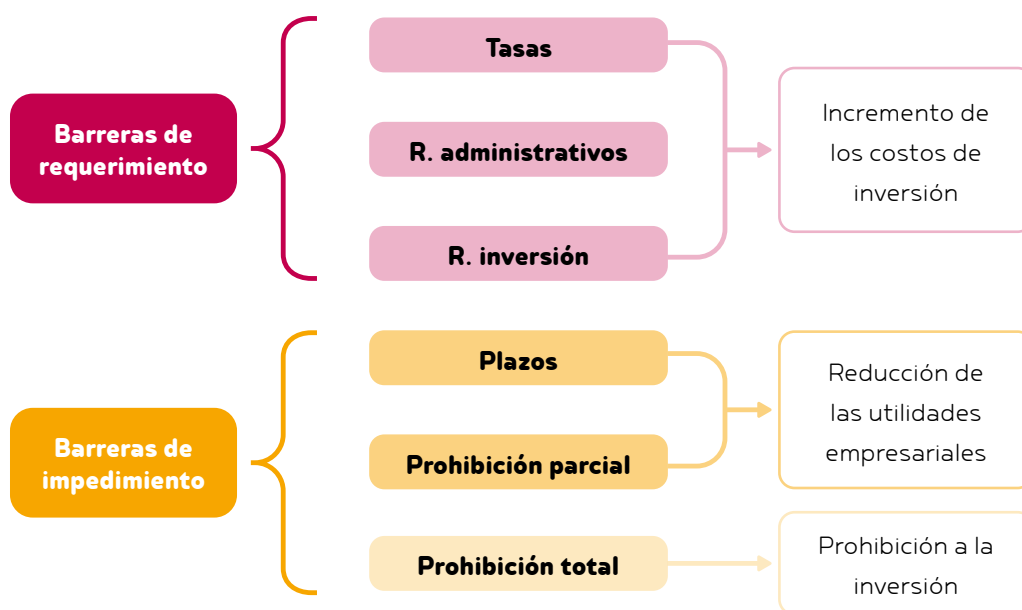 Barreras de
requerimiento
Tasas
R. administrativos
R. inversión
Incremento de
los costos de
inversión
Barreras de
impedimiento
Plazos
Prohibición parcial
Prohibición total
Reducción de
las utilidades
empresariales
Prohibición a la
inversión